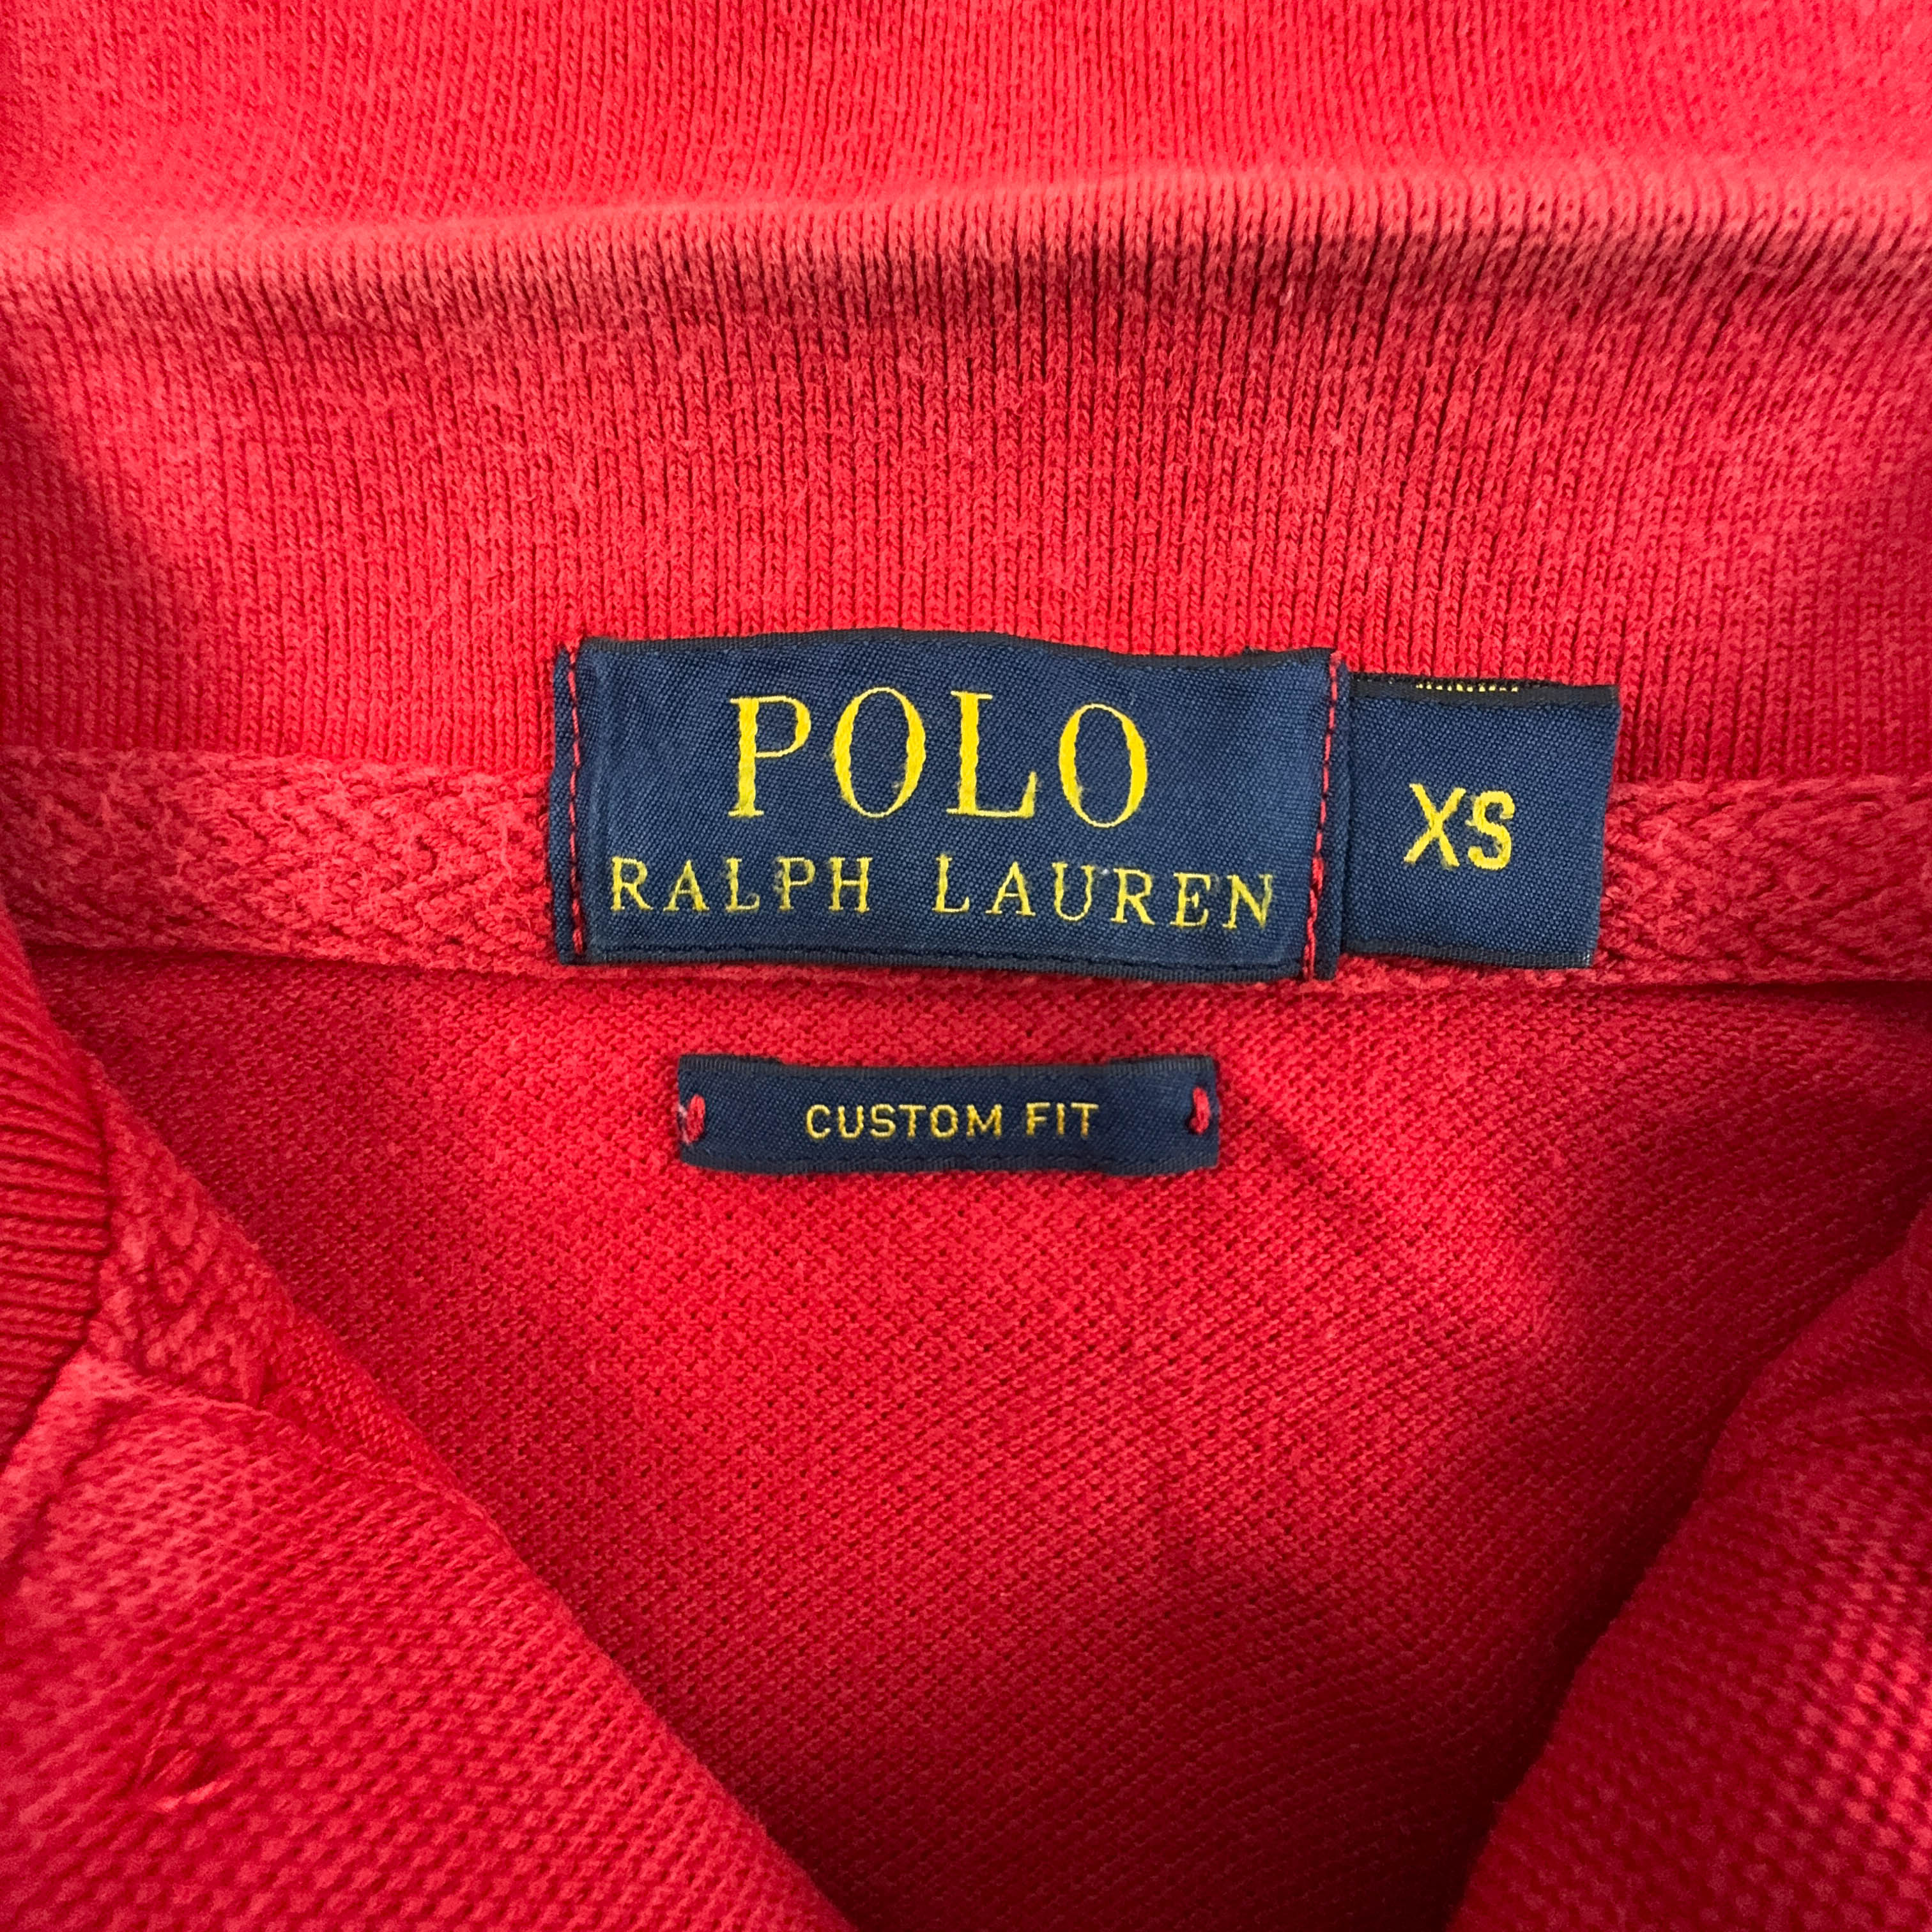 POLO
RALPH LAUREN
XS
CUSTOM FIT